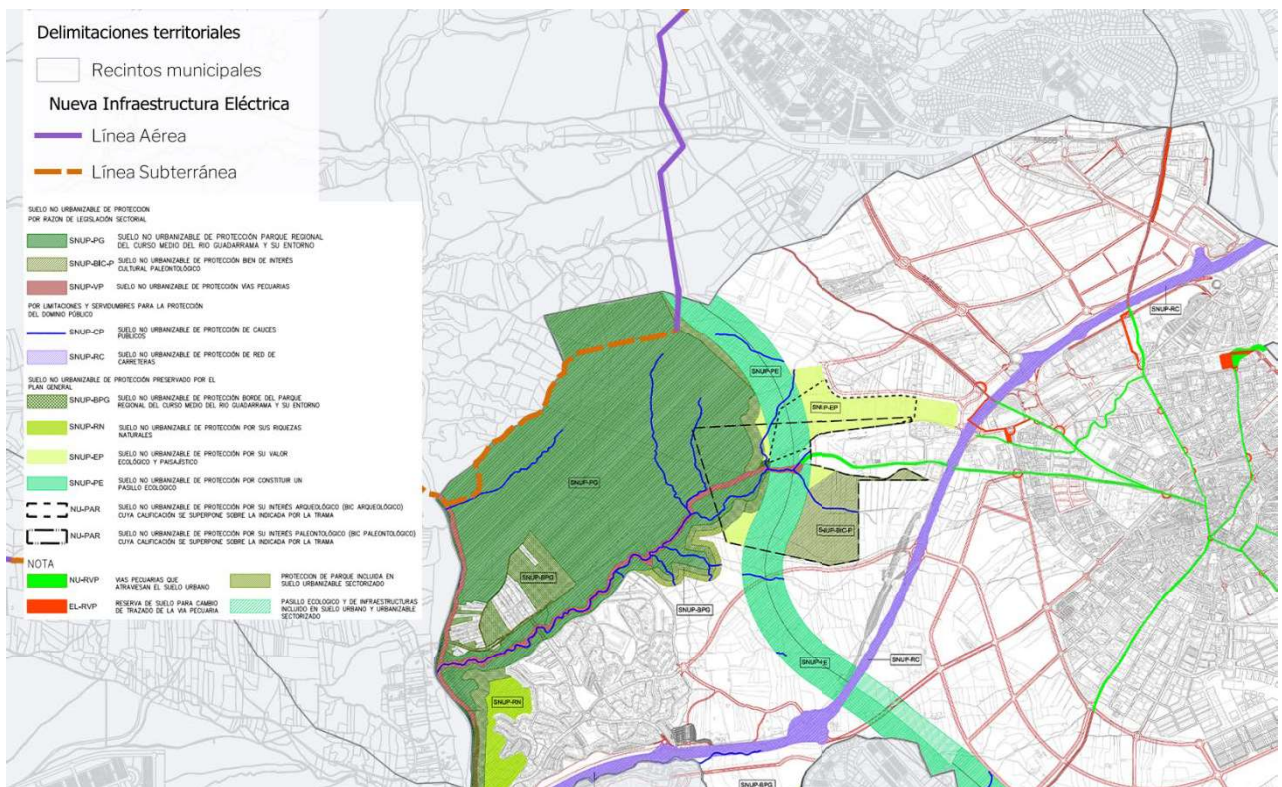 Delimitaciones territoriales
Recintos municipales
Nueva Infraestructura Eléctrica
Línea Aérea
Línea Subterránea
SUELO NO URBANIZABLE DE PROTECCION
POR RAZON DE LEGISLACIÓN SECTORIAL
SNUP-PG
SUELO NO URBANIZABLE DE PROTECCIÓN PARQUE REGIONAL
DEL CURSO MEDIO DEL RIO GUADARRAMA Y SU ENTORNO
SNUP-BIC-P
SUELO NO URBANIZABLE DE PROTECCIÓN BIEN DE INTERÉS
CULTURAL PALEONTOLÓGICO
SNUP-VP
SUELO NO URBANIZABLE DE PROTECCIÓN VÍAS PECUARIAS
POR LIMITACIONES Y SERVIDUMBRES PARA LA PROTECCIÓN
DEL DOMINIO PÚBLICO
SNUP-CP
SUELO NO URBANIZABLE DE PROTECCIÓN DE CAUCES
PUBLICOS
SNUP-RC
SUELO NO URBANIZABLE DE PROTECCIÓN DE RED DE
CARRETERAS
SUELO NO URBANIZABLE DE PROTECCIÓN PRESERVADO POR EL
PLAN GENERAL
SNUP-BPG
SUELO NO URBANIZABLE DE PROTECCIÓN BORDE DEL PARQUE
REGIONAL DEL CURSO MEDIO DEL RIO GUADARRAMA Y SU ENTORNO
SNUP-RN
SUELO NO URBANIZABLE DE PROTECCIÓN POR SUS RIQUEZAS
NATURALES
SNUP-EP
SUELO NO URBANIZABLE DE PROTECCIÓN POR SU VALOR
ECOLÓGICO Y PAISAJÍSTICO
SNUP-PE
SUELO NO URBANIZABLE DE PROTECCIÓN POR CONSTITUIR UN
PASILLO ECOLÓGICO
NU-PAR
SUELO NO URBANIZABLE DE PROTECCIÓN POR SU INTERÉS ARQUEOLÓGICO (BIC ARQUEOLÓGICO)
CUYA CALIFICACIÓN SE SUPERPONE SOBRE LA INDICADA POR LA TRAMA
NU-PAR
SUELO NO URBANIZABLE DE PROTECCIÓN POR SU INTERÉS PALEONTOLÓGICO (BIC PALEONTOLÓGICO)
CUYA CALIFICACIÓN SE SUPERPONE SOBRE LA INDICADA POR LA TRAMA
NOTA
NU-RVP
VIAS PECUARIAS QUE
ATRAVIESAN EL SUELO URBANO
PROTECCION DE PARQUE INCLUIDA EN
SUELO URBANIZABLE SECTORIZADO
EL-RVP
RESERVA DE SUELO PARA CAMBIO
DE TRAZADO DE LA VIA PECUARIA
PASILLO ECOLOGICO Y DE INFRAESTRUCTURAS
INCLUIDO EN SUELO URBANO Y URBANIZABLE
SECTORIZADO
SNUP-RC
SNUP-PE
SNUP-EP
SNUP-PG
SNUP-BIC-P
SNUP-BPG
SNUP-BPG
SNUP-PE
SNUP-RC
SNUP-RN
SNUP-BPG